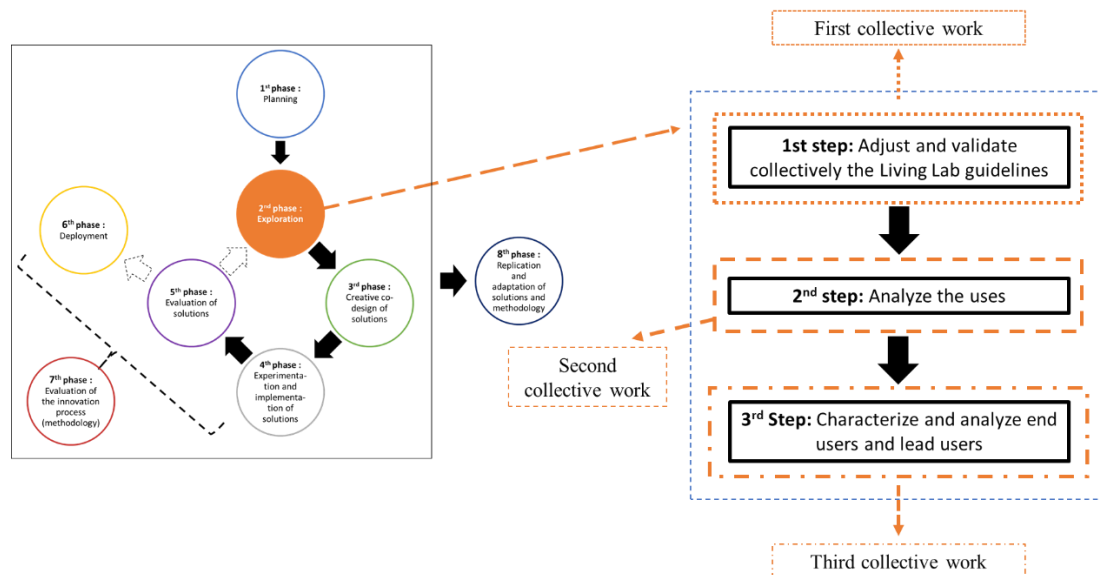 1st phase :
Planning
2nd phase :
Exploration
3rd phase :
Creative co-
design of
solutions
4th phase :
Experimenta-
tion and
implementa-
tion of
solutions
5th phase :
Evaluation of
solutions
6th phase :
Deployment
7th phase :
Evaluation of
the innovation
process
(methodology)
8th phase :
Replication
and
adaptation of
solutions and
methodology
First collective work
1st step: Adjust and validate
collectively the Living Lab guidelines
2nd step: Analyze the uses
Second
collective work
3rd Step: Characterize and analyze end
users and lead users
Third collective work